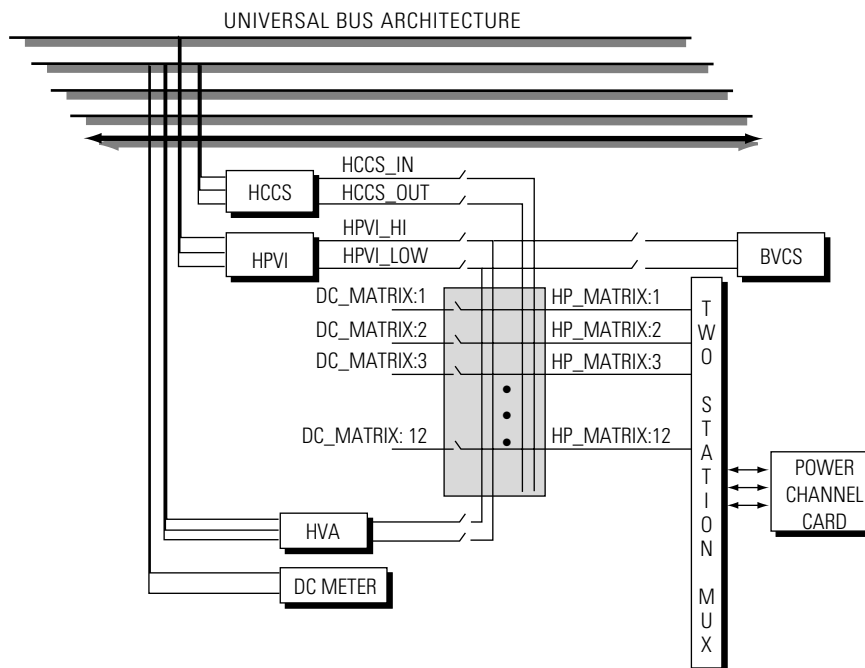 UNIVERSAL BUS ARCHITECTURE
HCCS_IN
HCCS
HCCS_OUT
HPVI_HI
HPVI
HPVI_LOW
BVCS
DC_MATRIX:1
HP_MATRIX:1
DC_MATRIX:2
HP_MATRIX:2
DC_MATRIX:3
HP_MATRIX:3
DC_MATRIX: 12
HP_MATRIX:12
TWO STATION MUX
POWER
CHANNEL
CARD
HVA
DC METER